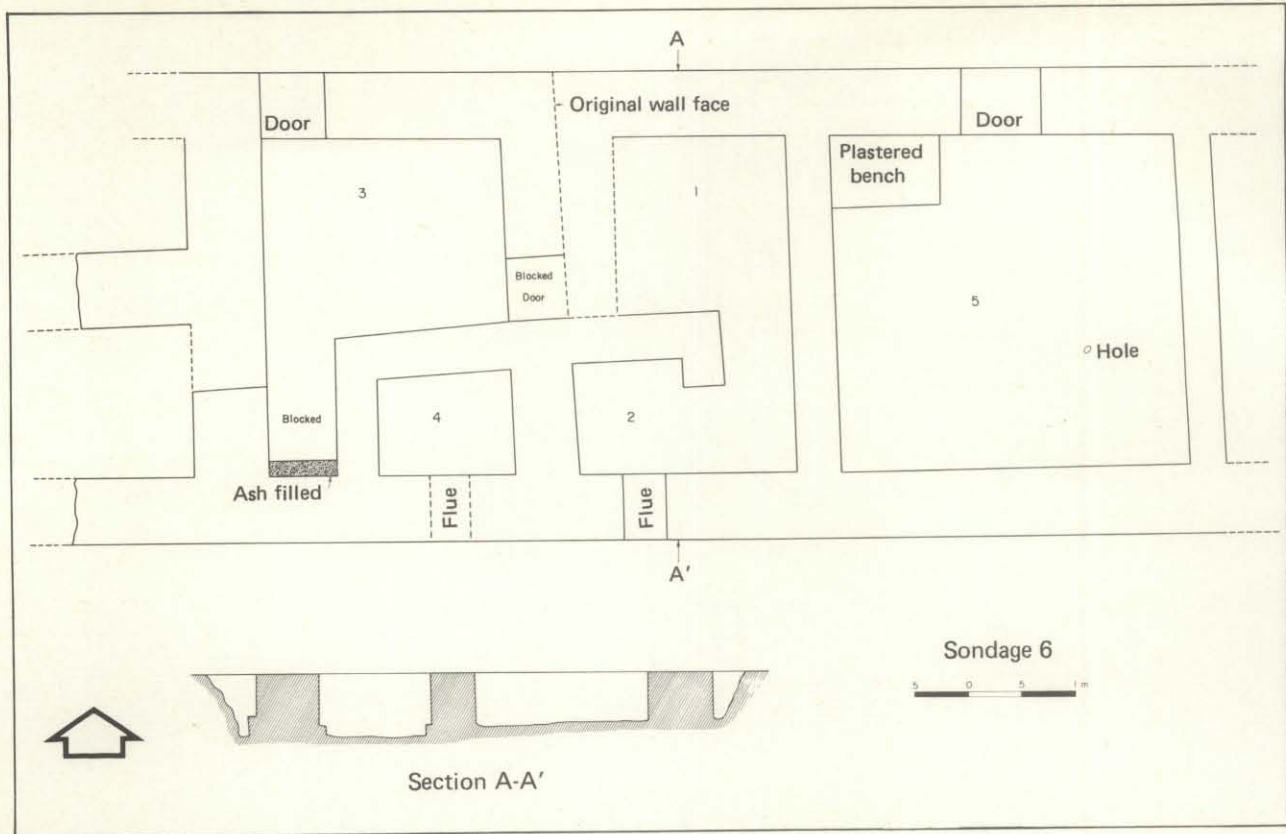 A
Original wall face
Door
Door
Plastered
bench
3
1
Blocked
Door
5
Hole
4
2
Blocked
Ash filled
Flue
Flue
A'
Sondage 6
5 0 5 1 m
Section A-A'